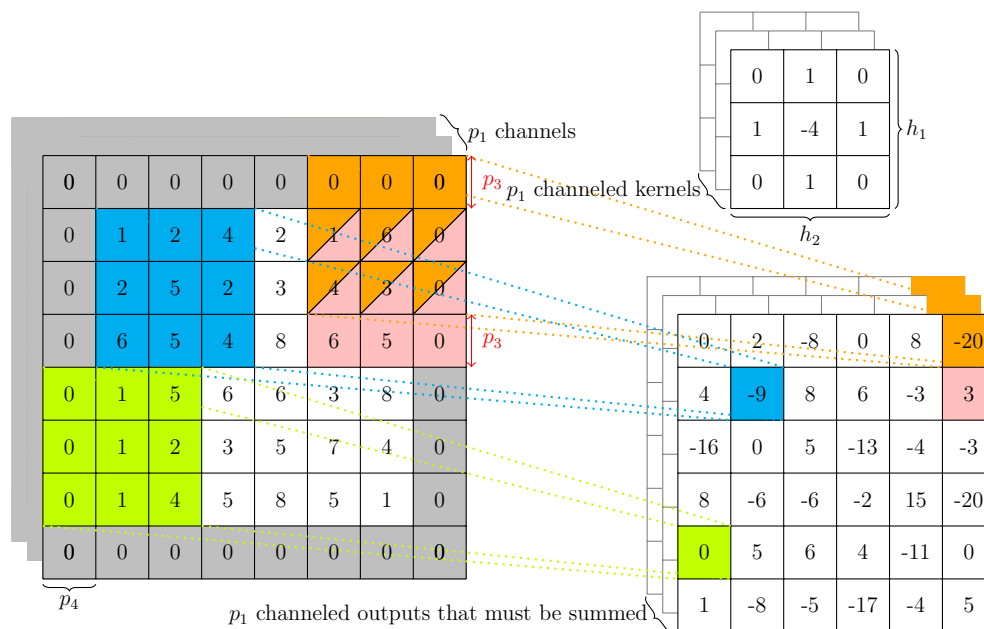 p₁ channels
0 0 0 0 0 0 0 0
0 1 2 4 2 1 6 0
0 2 5 2 3 4 3 0
0 6 5 4 8 6 5 0
0 1 5 6 6 3 8 0
0 1 2 3 5 7 4 0
0 1 4 5 8 5 1 0
0 0 0 0 0 0 0 0
p₃
p₃
p₄
0 1 0
1 -4 1
0 1 0
h₁
h₂
p₁ channeled kernels
0 2 -8 0 8 -20
4 -9 8 6 -3 3
-16 0 5 -13 -4 -3
8 -6 -6 -2 15 -20
0 5 6 4 -11 0
1 -8 -5 -17 -4 5
p₁ channeled outputs that must be summed